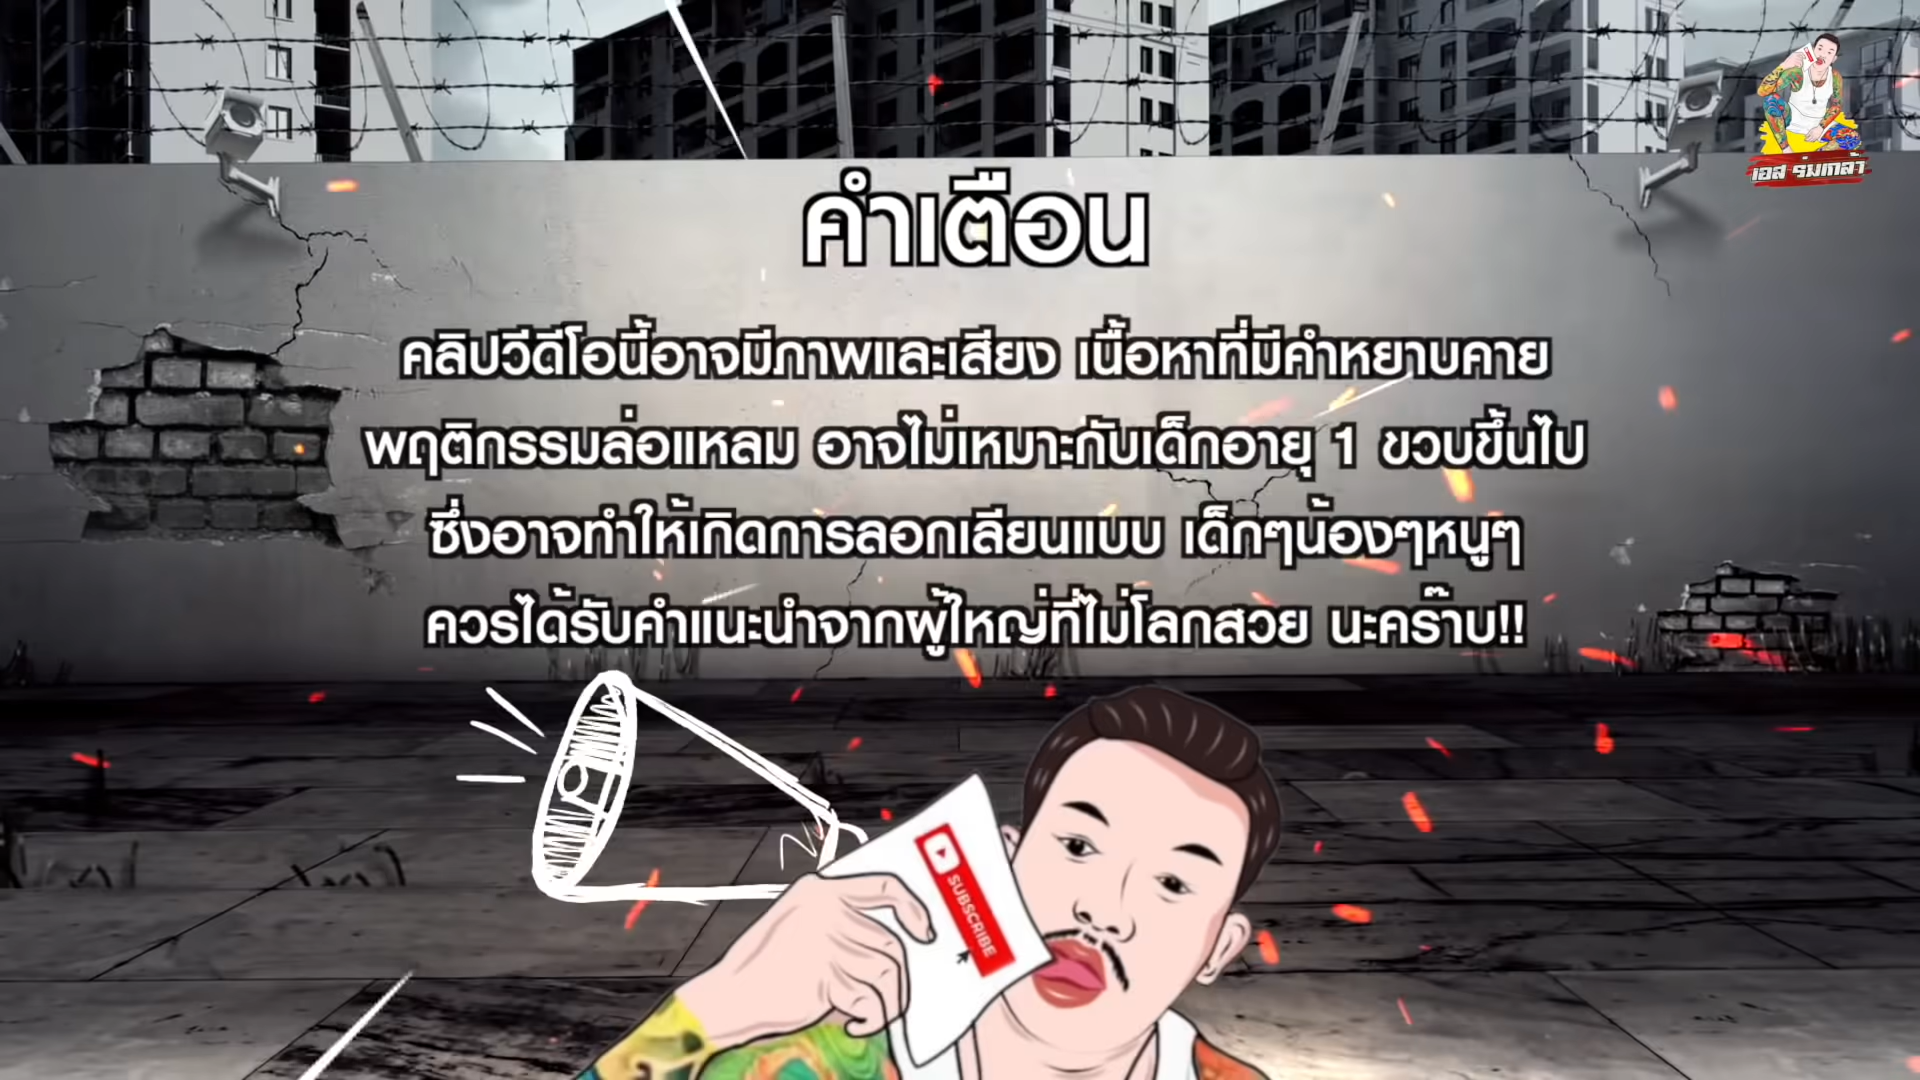 เอส ร่มเกล้า
คำเตือน
คลิปวีดีโอนี้อาจมีภาพและเสียง เนื้อหาที่มีคำหยาบคาย
พฤติกรรมล่อแหลม อาจไม่เหมาะกับเด็กอายุ 1 ขวบขึ้นไป
ซึ่งอาจทำให้เกิดการลอกเลียนแบบ เด็กๆน้องๆหนูๆ
ควรได้รับคำแนะนำจากผู้ใหญ่ที่ไม่โลกสวย นะคร๊าบ!!
SUBSCRIBE